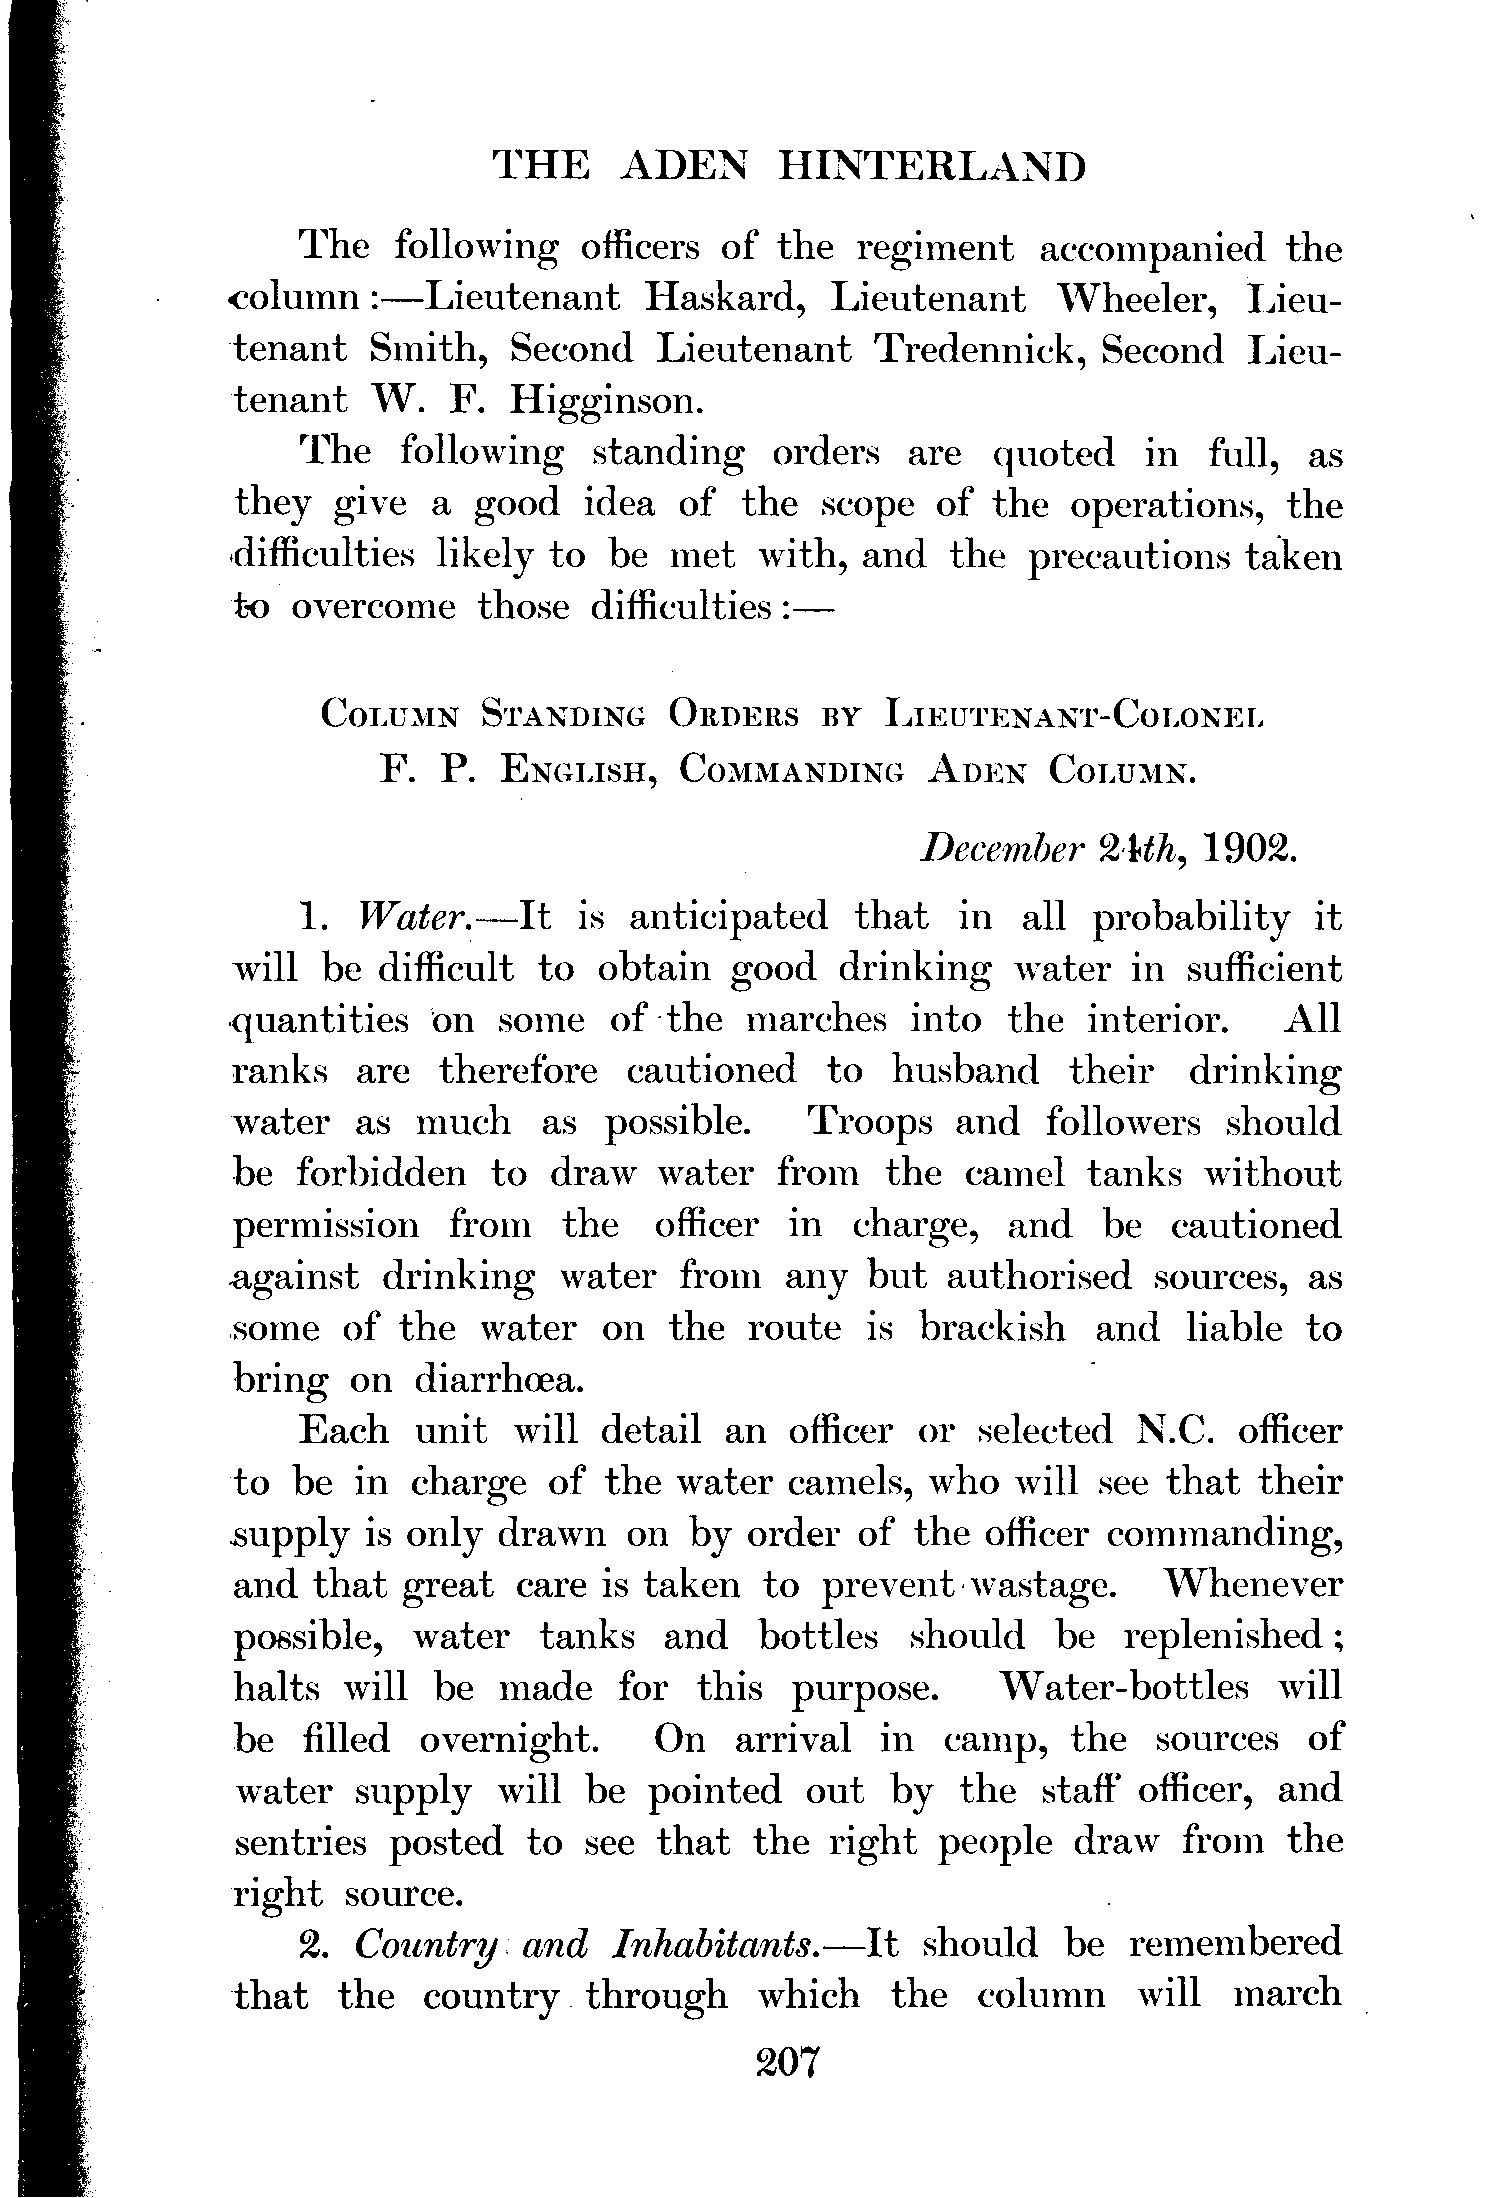 THE ADEN HINTERLAND
The following officers of the regiment accompanied the
column :—Lieutenant Haskard, Lieutenant Wheeler, Lieu-
tenant Smith, Second Lieutenant Tredennick, Second Lieu-
tenant W. F. Higginson.
The following standing orders are quoted in full, as
they give a good idea of the scope of the operations, the
difficulties likely to be met with, and the precautions taken
to overcome those difficulties :—
Column Standing Orders by Lieutenant-Colonel
F. P. English, Commanding Aden Column.
December 24th, 1902.
1. Water.—It is anticipated that in all probability it
will be difficult to obtain good drinking water in sufficient
quantities on some of the marches into the interior. All
ranks are therefore cautioned to husband their drinking
water as much as possible. Troops and followers should
be forbidden to draw water from the camel tanks without
permission from the officer in charge, and be cautioned
against drinking water from any but authorised sources, as
some of the water on the route is brackish and liable to
bring on diarrhœa.
Each unit will detail an officer or selected N.C. officer
to be in charge of the water camels, who will see that their
supply is only drawn on by order of the officer commanding,
and that great care is taken to prevent wastage. Whenever
possible, water tanks and bottles should be replenished ;
halts will be made for this purpose. Water-bottles will
be filled overnight. On arrival in camp, the sources of
water supply will be pointed out by the staff officer, and
sentries posted to see that the right people draw from the
right source.
2. Country and Inhabitants.—It should be remembered
that the country through which the column will march
207